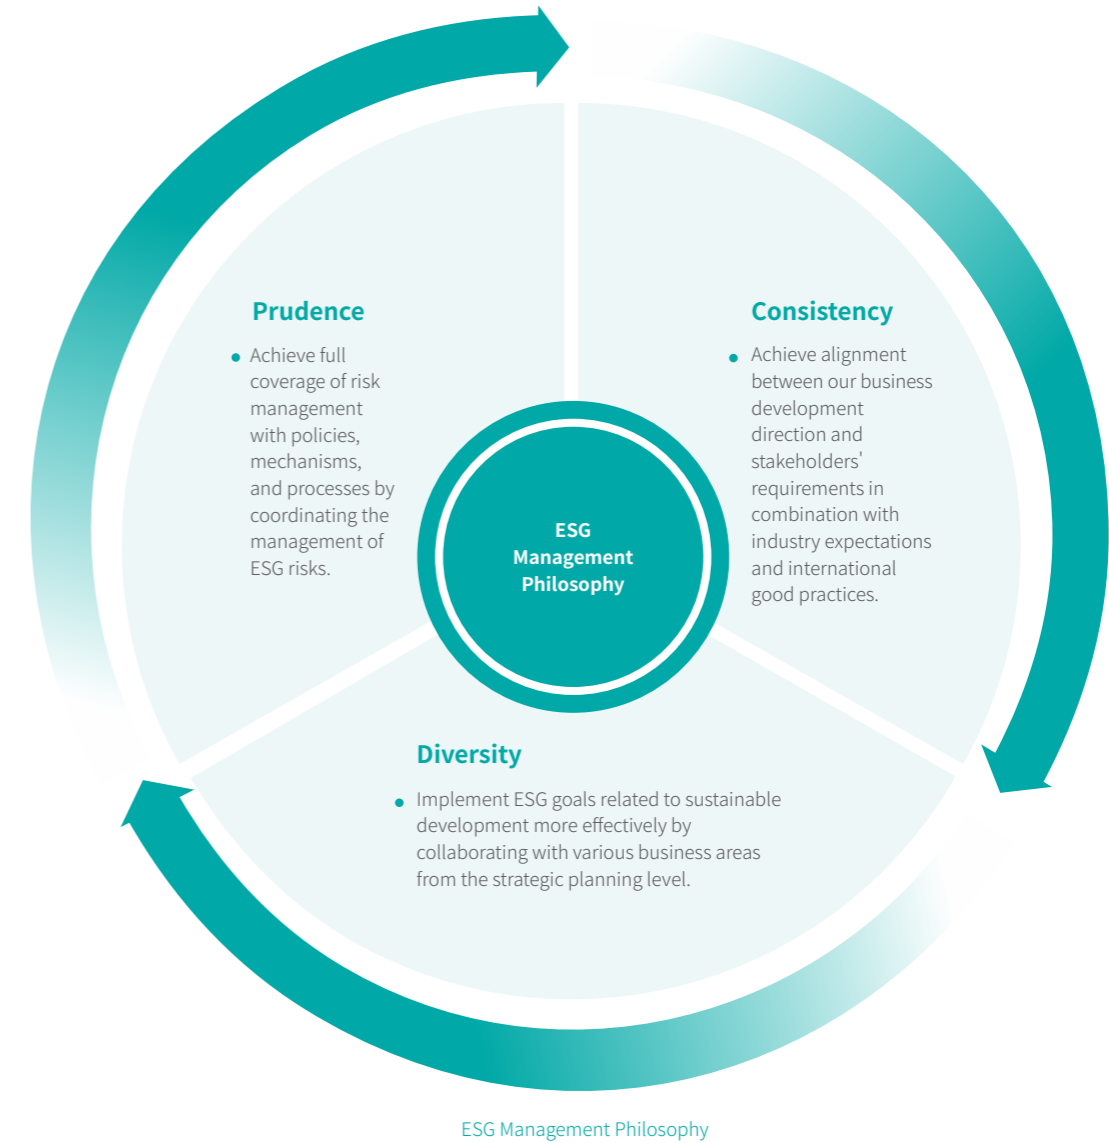 Prudence
Achieve full
coverage of risk
management
with policies,
mechanisms,
and processes by
coordinating the
management of
ESG risks.
Consistency
Achieve alignment
between our business
development
direction and
stakeholders'
requirements in
combination with
industry expectations
and international
good practices.
ESG
Management
Philosophy
Diversity
Implement ESG goals related to sustainable
development more effectively by
collaborating with various business areas
from the strategic planning level.
ESG Management Philosophy